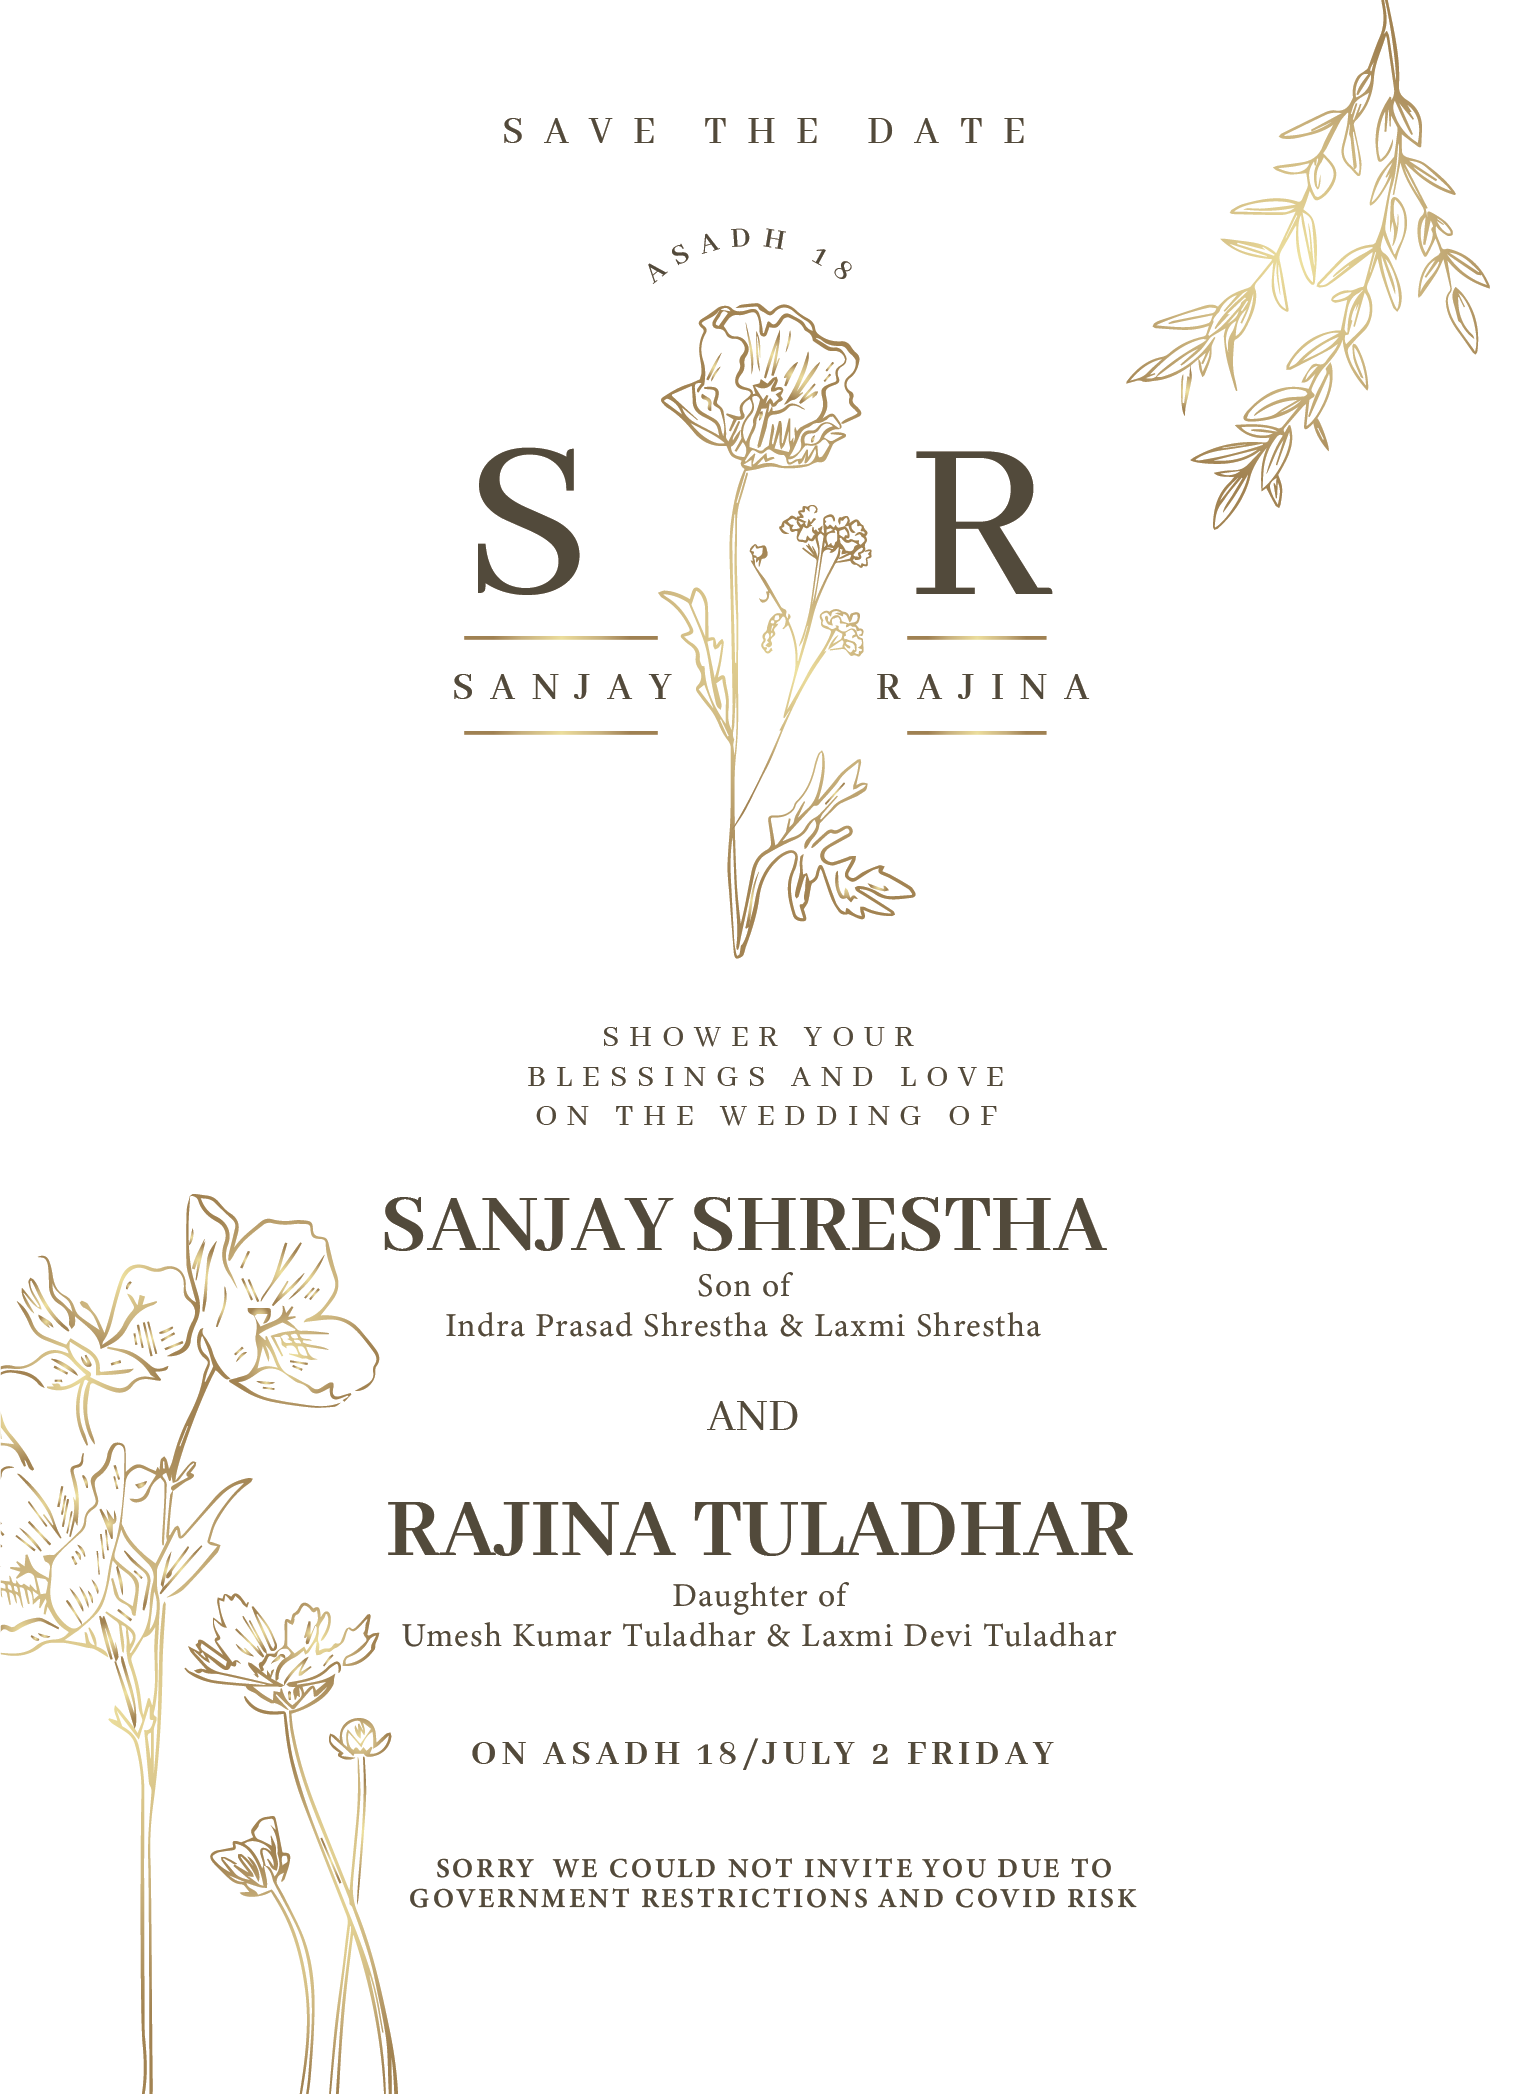 SAVE THE DATE
ASADH 18
S R
SANJAY RAJINA
SHOWER YOUR
BLESSINGS AND LOVE
ON THE WEDDING OF
SANJAY SHRESTHA
Son of
Indra Prasad Shrestha & Laxmi Shrestha
AND
RAJINA TULADHAR
Daughter of
Umesh Kumar Tuladhar & Laxmi Devi Tuladhar
ON ASADH 18/JULY 2 FRIDAY
SORRY WE COULD NOT INVITE YOU DUE TO
GOVERNMENT RESTRICTIONS AND COVID RISK